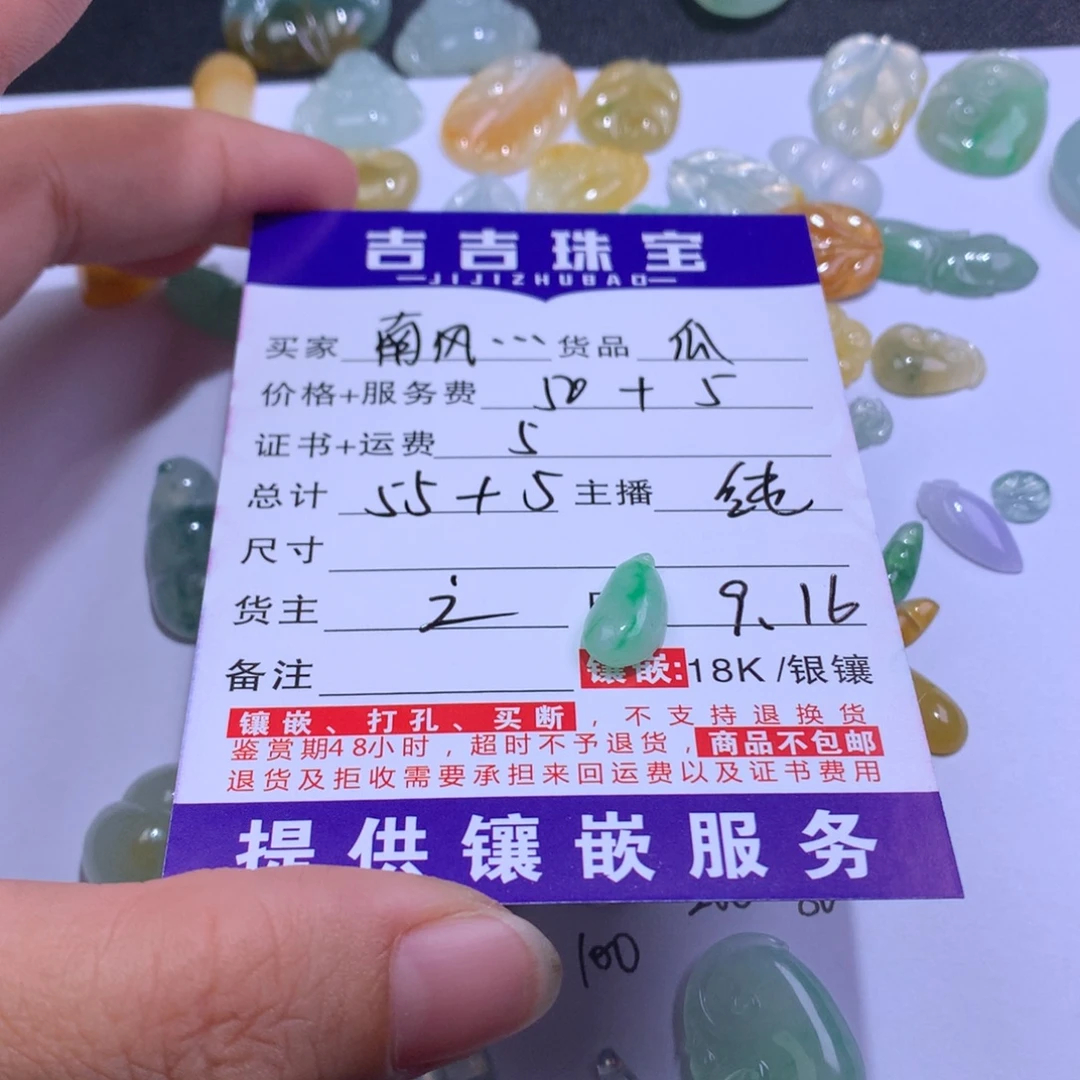 吉吉珠宝
JIJIZHUBAO
买家 南风… 货品 瓜
价格+服务费 50 + 5
证书+运费 5
总计 55 + 5 主播 纯
尺寸
货主 9.16
备注 镶嵌:18K /银镶
镶嵌、打孔、买断，不支持退换货
鉴赏期48小时，超时不予退货，商品不包邮
退货及拒收需要承担来回运费以及证书费用
提供镶嵌服务
100